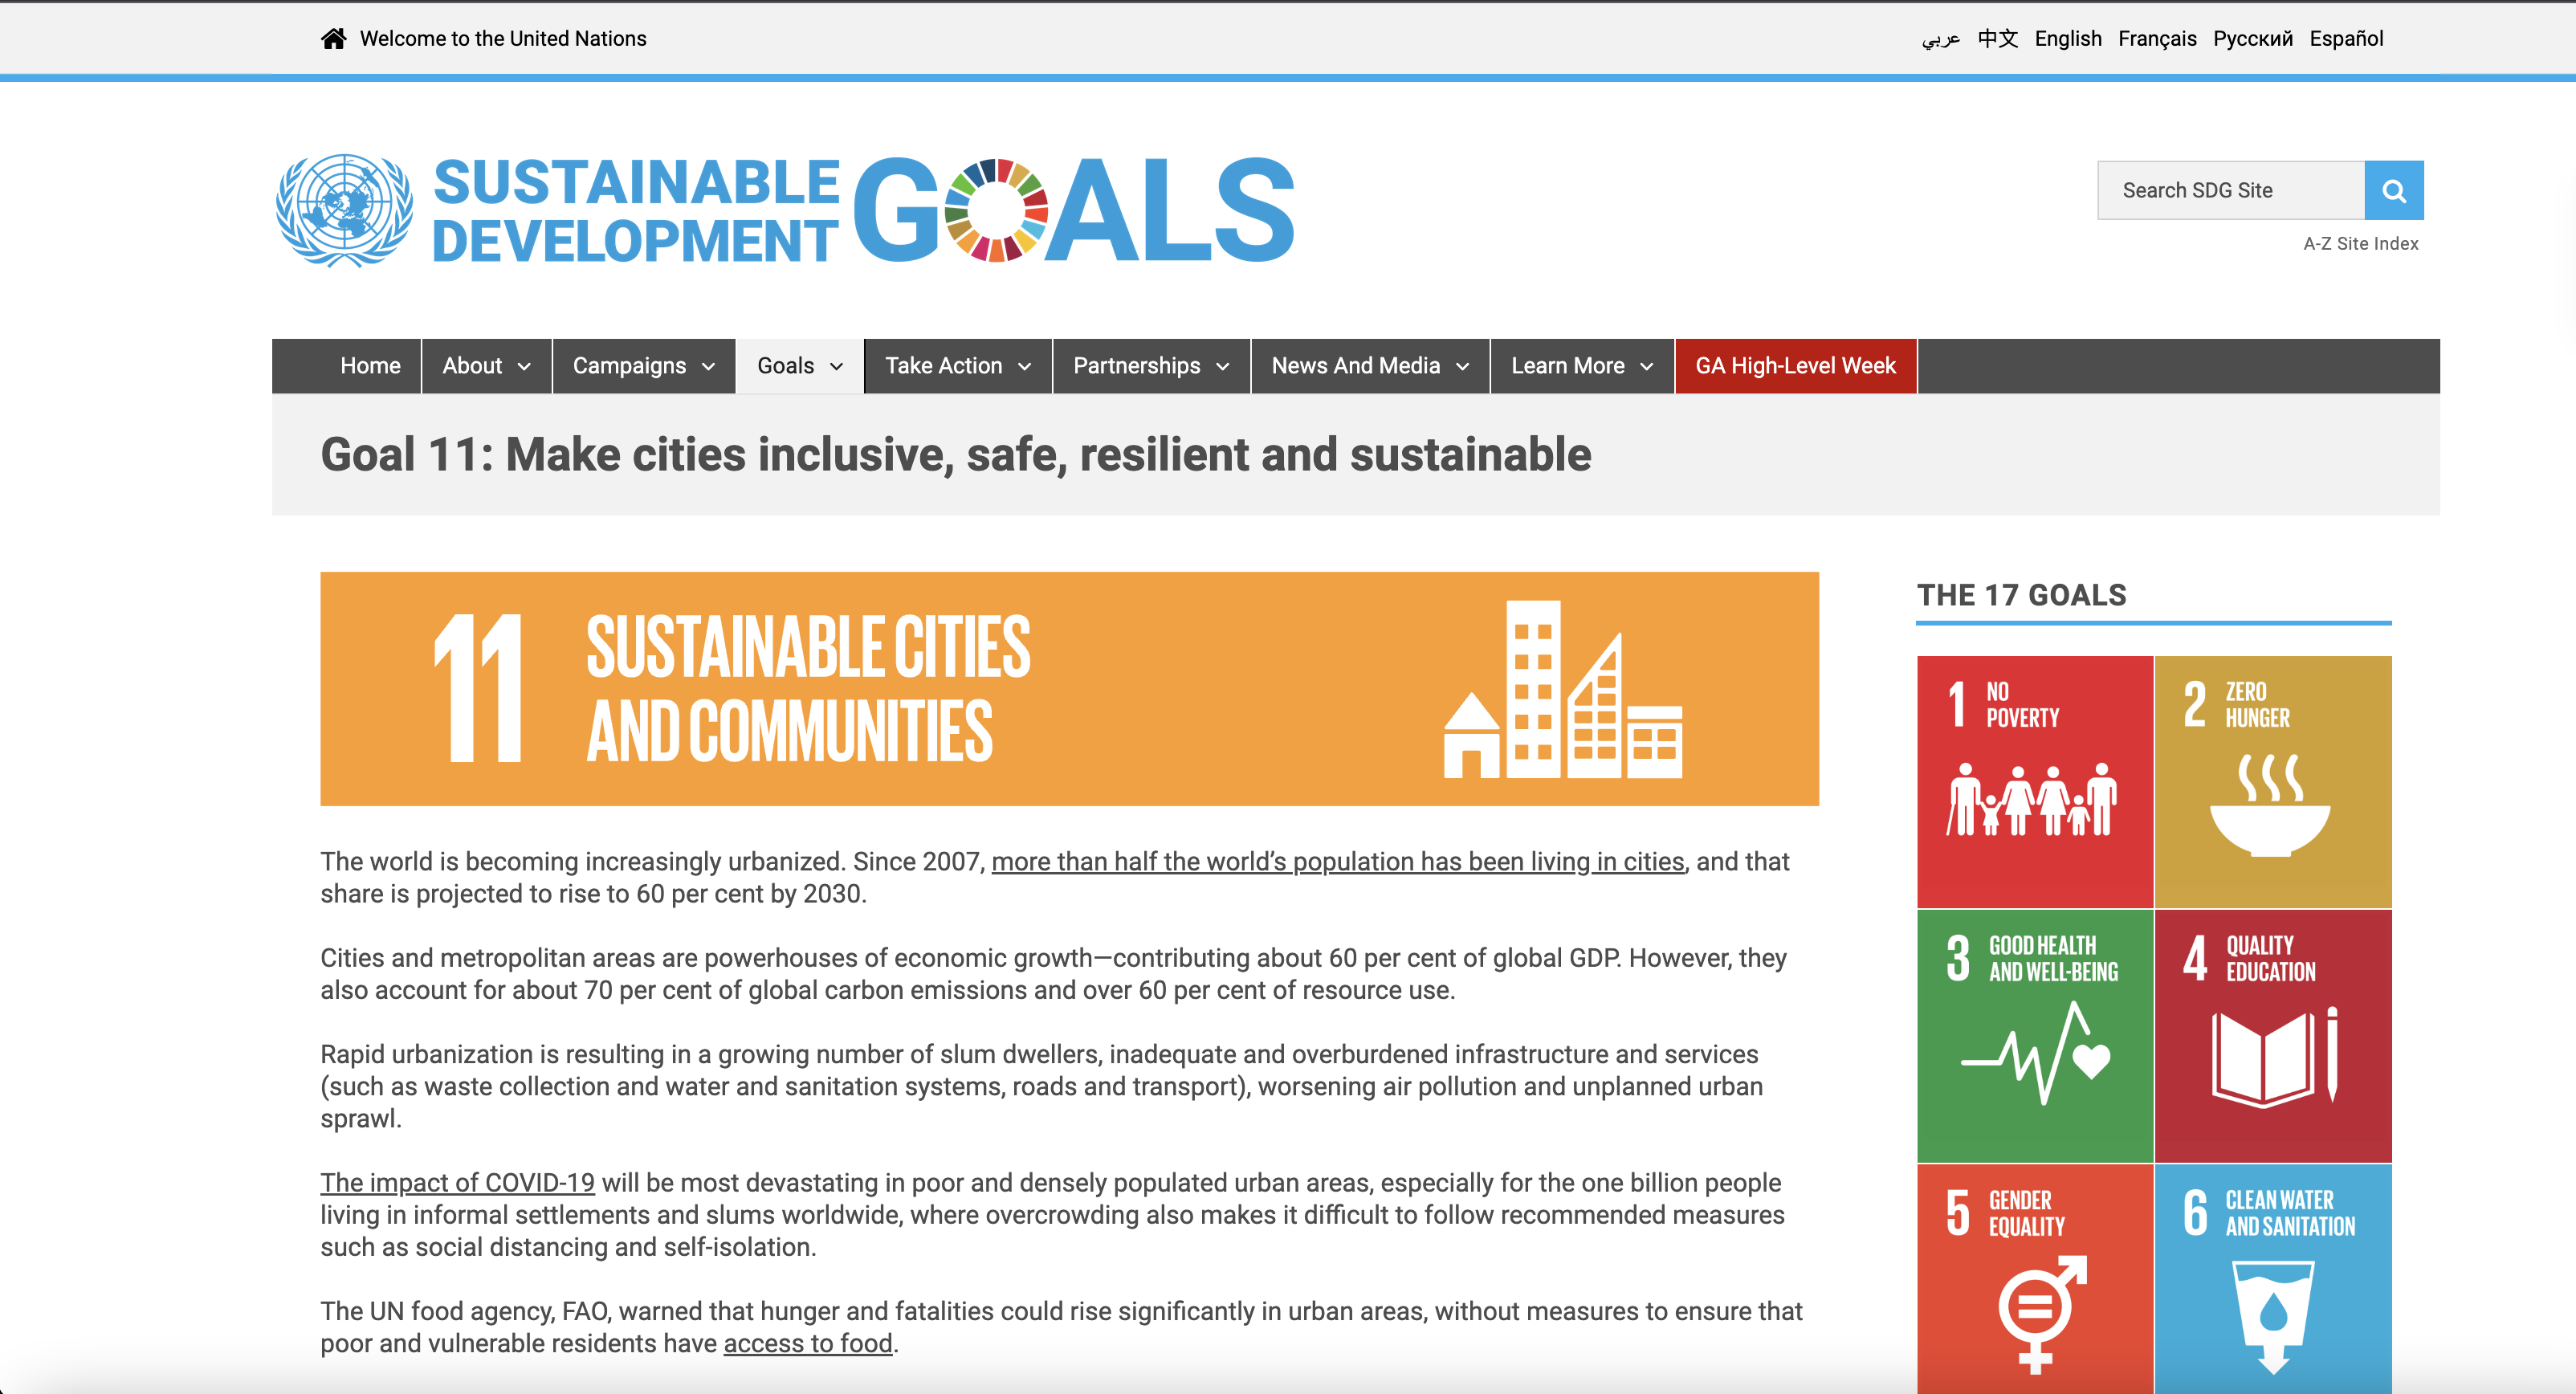 Welcome to the United Nations
عربي 中文 English Français Русский Español
SUSTAINABLE
DEVELOPMENT
GOALS
Search SDG Site
A-Z Site Index
Home About Campaigns Goals Take Action Partnerships News And Media Learn More GA High-Level Week
Goal 11: Make cities inclusive, safe, resilient and sustainable
11 SUSTAINABLE CITIES
AND COMMUNITIES
The world is becoming increasingly urbanized. Since 2007, more than half the world’s population has been living in cities, and that
share is projected to rise to 60 per cent by 2030.
Cities and metropolitan areas are powerhouses of economic growth—contributing about 60 per cent of global GDP. However, they
also account for about 70 per cent of global carbon emissions and over 60 per cent of resource use.
Rapid urbanization is resulting in a growing number of slum dwellers, inadequate and overburdened infrastructure and services
(such as waste collection and water and sanitation systems, roads and transport), worsening air pollution and unplanned urban
sprawl.
The impact of COVID-19 will be most devastating in poor and densely populated urban areas, especially for the one billion people
living in informal settlements and slums worldwide, where overcrowding also makes it difficult to follow recommended measures
such as social distancing and self-isolation.
The UN food agency, FAO, warned that hunger and fatalities could rise significantly in urban areas, without measures to ensure that
poor and vulnerable residents have access to food.
THE 17 GOALS
1 NO
POVERTY
2 ZERO
HUNGER
3 GOOD HEALTH
AND WELL-BEING
4 QUALITY
EDUCATION
5 GENDER
EQUALITY
6 CLEAN WATER
AND SANITATION